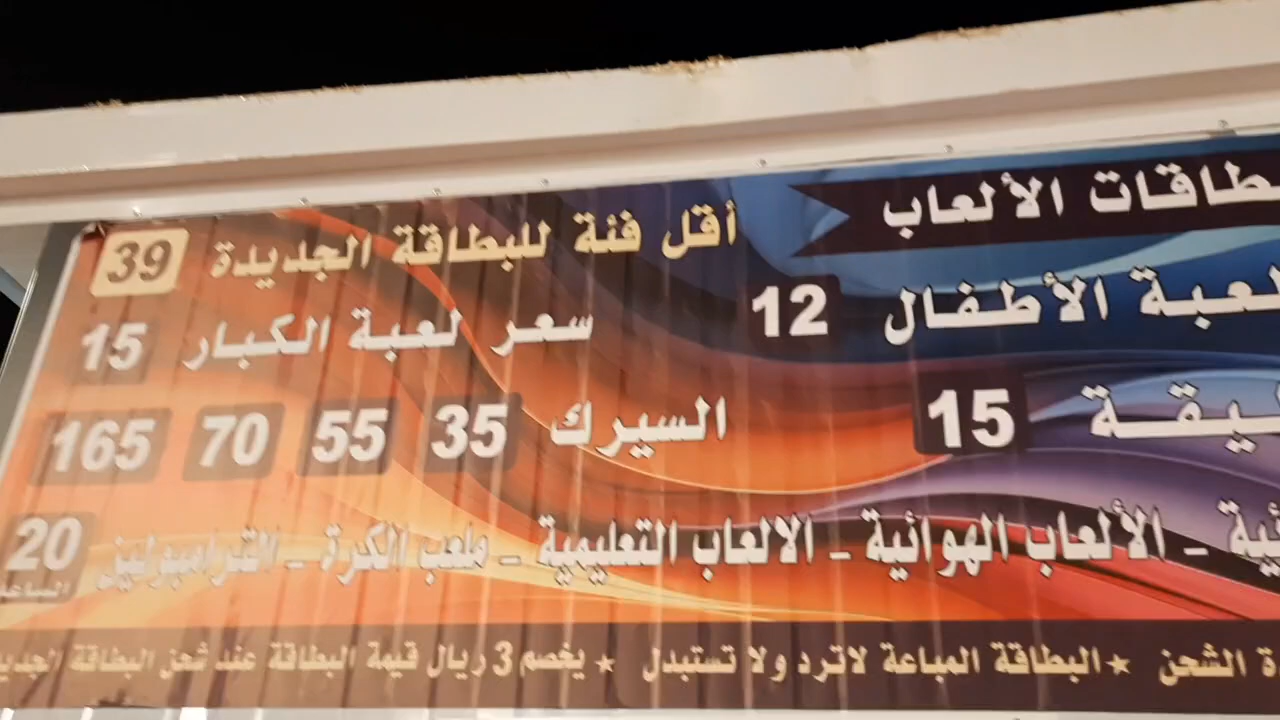 بطاقات الألعاب
أقل فئة للبطاقة الجديدة 39
لعبة الأطفال 12
سعر لعبة الكبار 15
15
السيرك 35 55 70 165
الألعاب الهوائية - الالعاب التعليمية - ملعب الكرة - الترامبولين 20 الساعة
الشحن ★ البطاقة المباعة لاترد ولا تستبدل ★ يخصم 3 ريال قيمة البطاقة عند شحن البطاقة